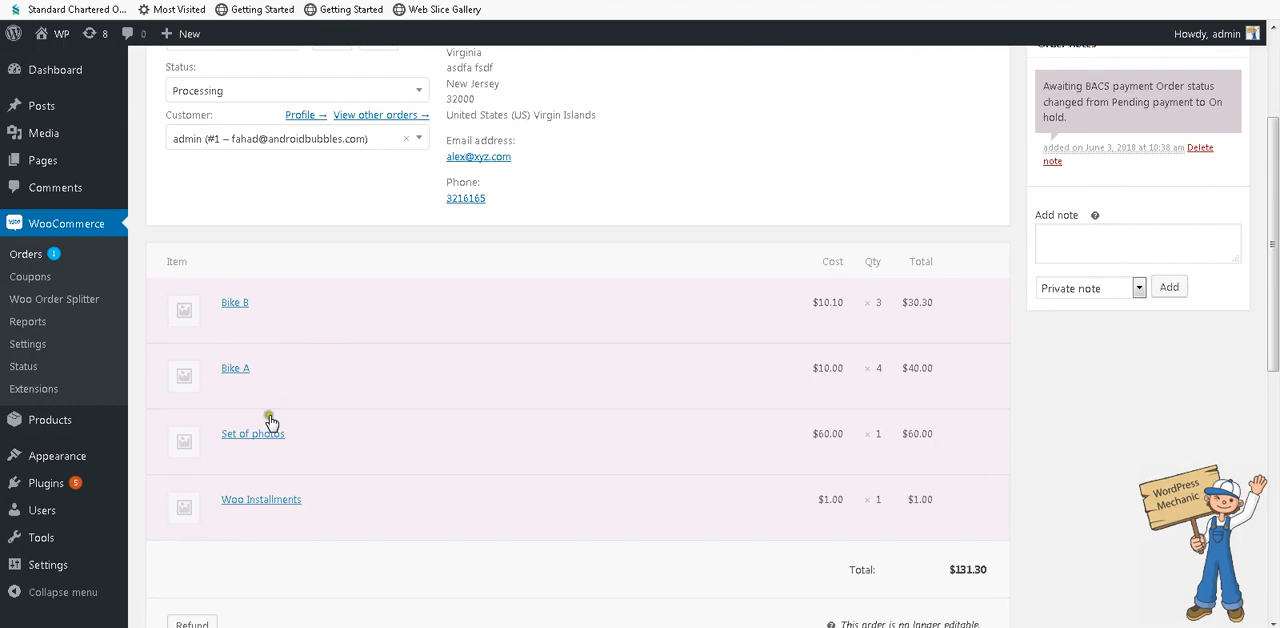 Standard Chartered O... Most Visited Getting Started Getting Started Web Slice Gallery
WP 8 0 New Howdy, admin
Dashboard
Posts
Media
Pages
Comments
WooCommerce
Orders 1
Coupons
Woo Order Splitter
Reports
Settings
Status
Extensions
Products
Appearance
Plugins 5
Users
Tools
Settings
Collapse menu
Status:
Processing
Customer: Profile → View other orders →
admin (#1 – fahad@androidbubbles.com) ×
Virginia
asdfa fsdf
New Jersey
32000
United States (US) Virgin Islands
Email address:
alex@xyz.com
Phone:
3216165
Item Cost Qty Total
Bike B $10.10 × 3 $30.30
Bike A $10.00 × 4 $40.00
Set of photos $60.00 × 1 $60.00
Woo Installments $1.00 × 1 $1.00
Total: $131.30
Refund This order is no longer editable.
Order notes
Awaiting BACS payment Order status
changed from Pending payment to On
hold.
added on June 3, 2018 at 10:38 am Delete
note
Add note
Private note Add
WordPress
Mechanic